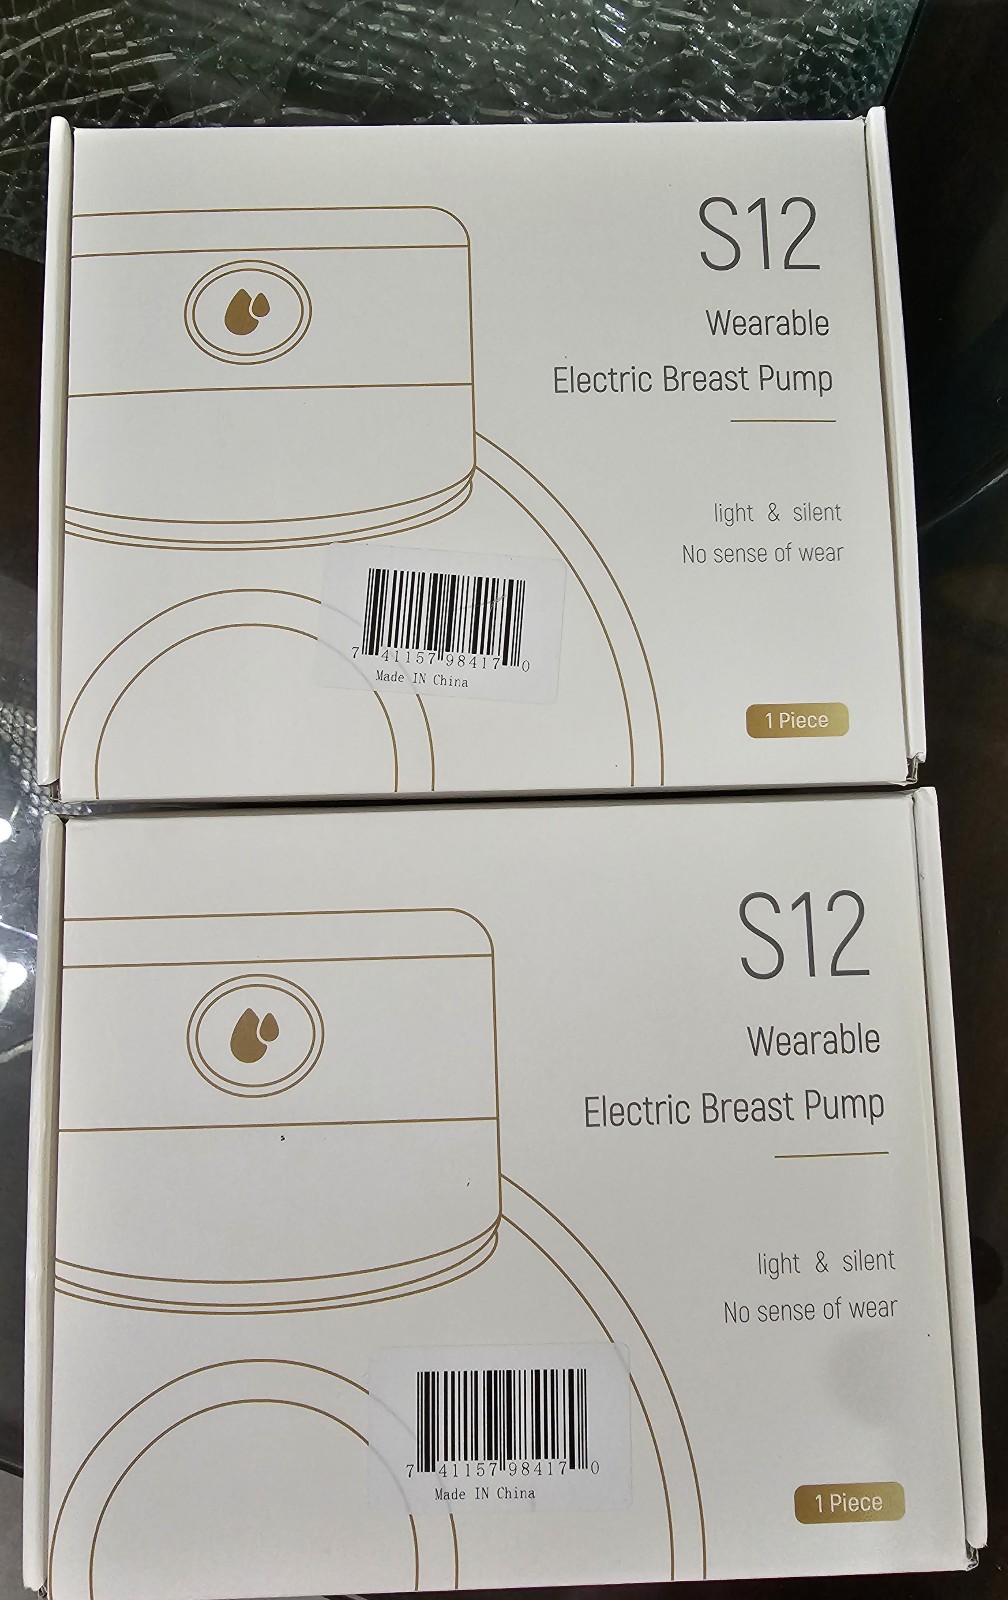 S12
Wearable
Electric Breast Pump
light & silent
No sense of wear
7 41157 98417 0
Made IN China
1 Piece
S12
Wearable
Electric Breast Pump
light & silent
No sense of wear
7 41157 98417 0
Made IN China
1 Piece